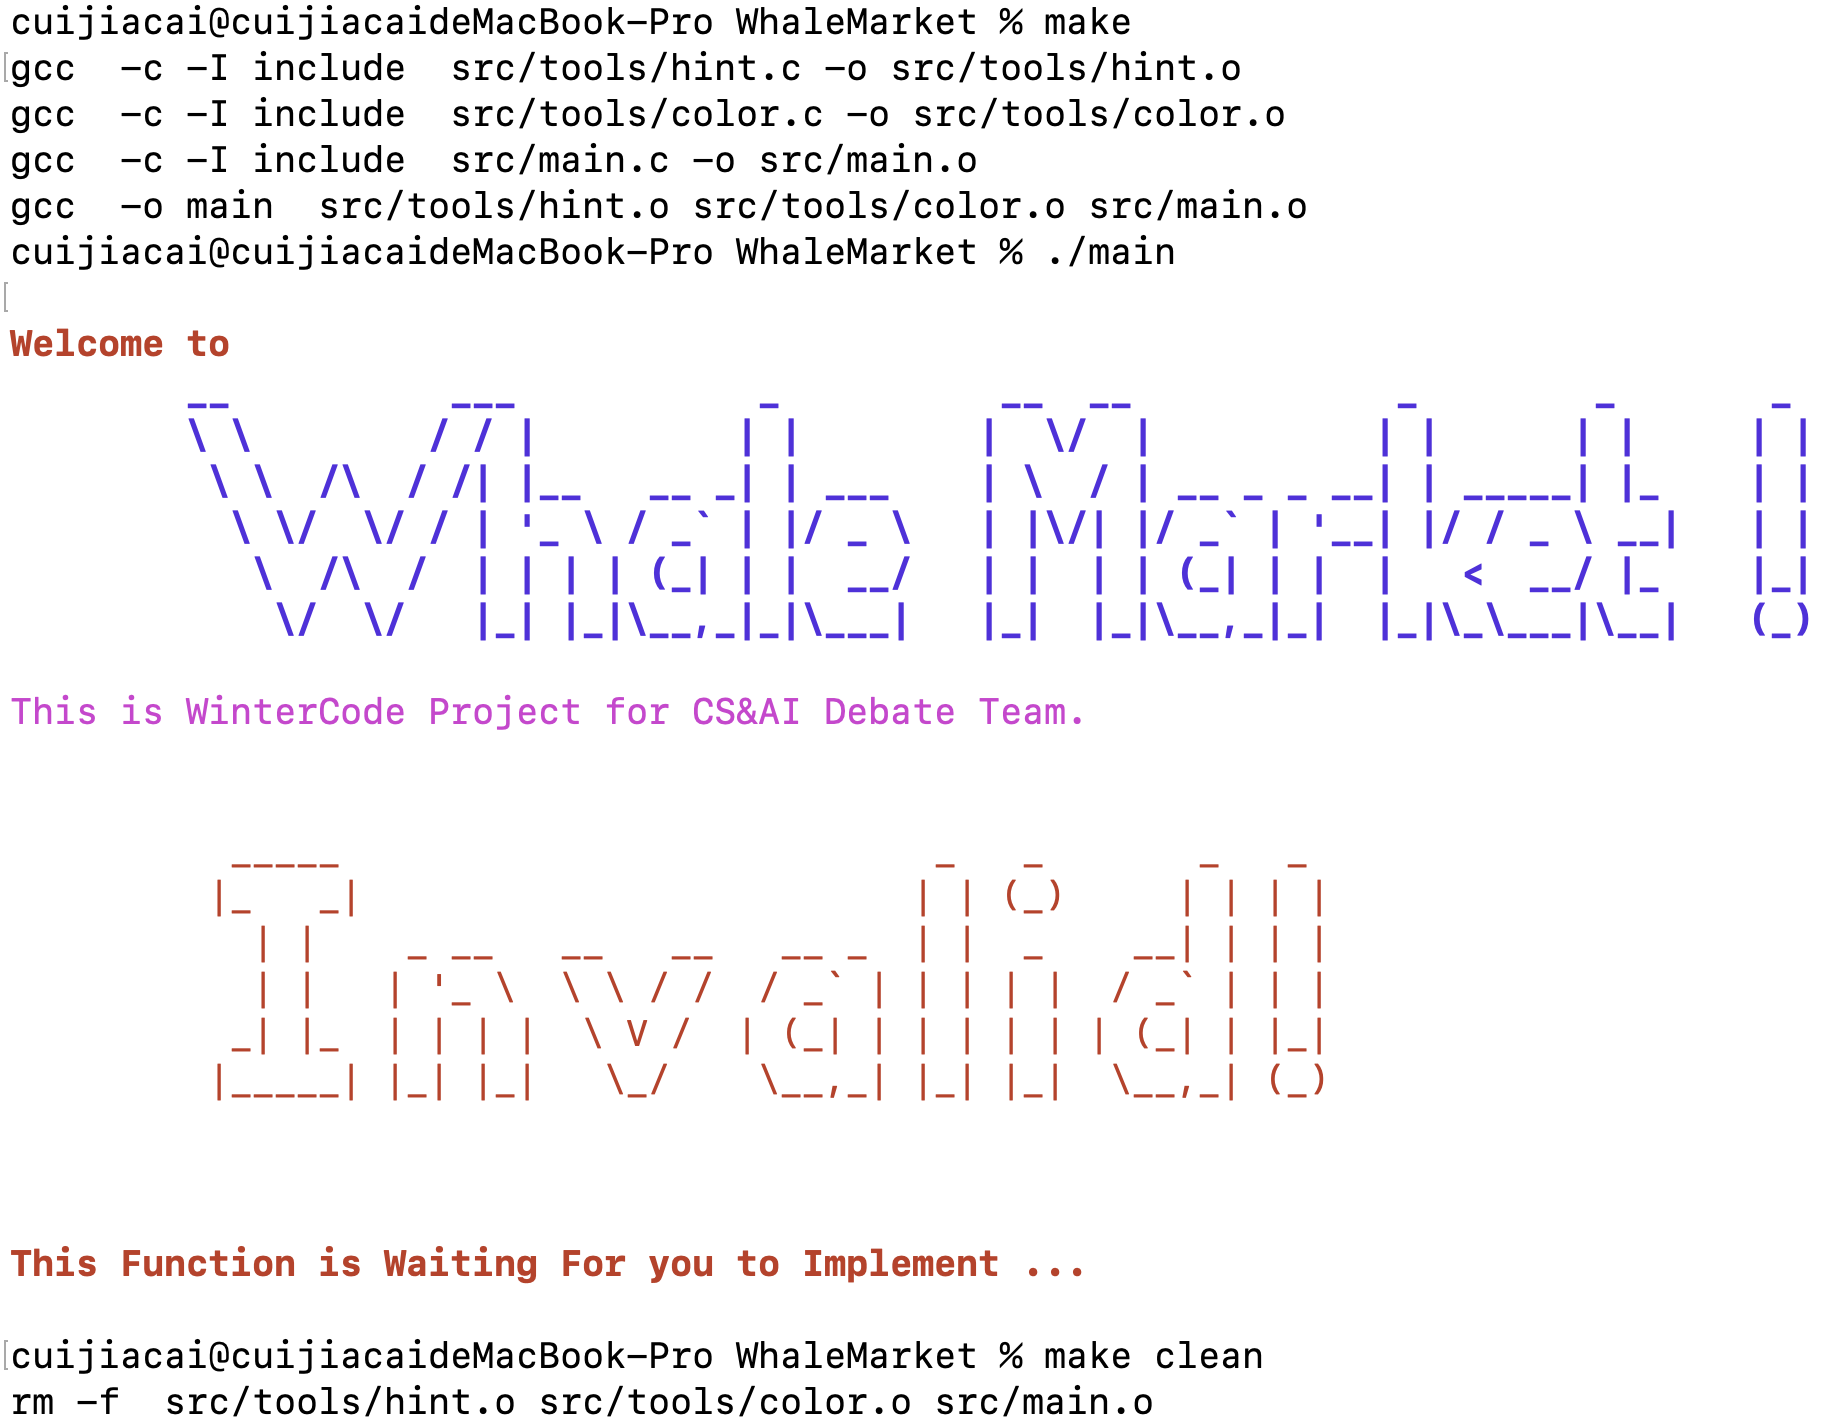 cuijiacai@cuijiacaideMacBook-Pro WhaleMarket % make
gcc  -c -I include  src/tools/hint.c -o src/tools/hint.o
gcc  -c -I include  src/tools/color.c -o src/tools/color.o
gcc  -c -I include  src/main.c -o src/main.o
gcc  -o main  src/tools/hint.o src/tools/color.o src/main.o
cuijiacai@cuijiacaideMacBook-Pro WhaleMarket % ./main
Welcome to
Whale Market !
This is WinterCode Project for CS&AI Debate Team.
Invalid!
This Function is Waiting For you to Implement ...
cuijiacai@cuijiacaideMacBook-Pro WhaleMarket % make clean
rm -f  src/tools/hint.o src/tools/color.o src/main.o